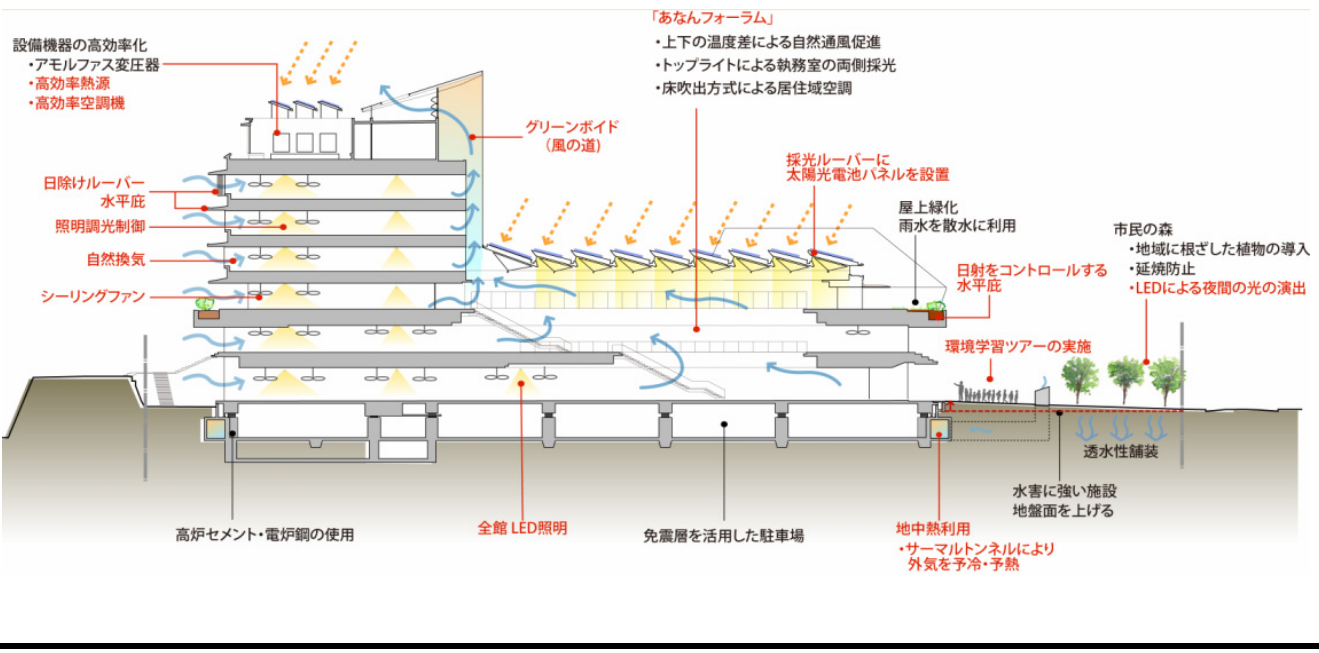 「あなんフォーラム」
・上下の温度差による自然通風促進
・トップライトによる執務室の両側採光
・床吹出方式による居住域空調
設備機器の高効率化
・アモルファス変圧器
・高効率熱源
・高効率空調機
グリーンボイド
(風の道)
採光ルーバーに
太陽光電池パネルを設置
日除けルーバー
水平庇
照明調光制御
自然換気
シーリングファン
屋上緑化
雨水を散水に利用
市民の森
・地域に根ざした植物の導入
・延焼防止
・LEDによる夜間の光の演出
日射をコントロールする
水平庇
環境学習ツアーの実施
透水性舗装
水害に強い施設
地盤面を上げる
高炉セメント・電炉鋼の使用
全館 LED照明
免震層を活用した駐車場
地中熱利用
・サーマルトンネルにより
外気を予冷・予熱